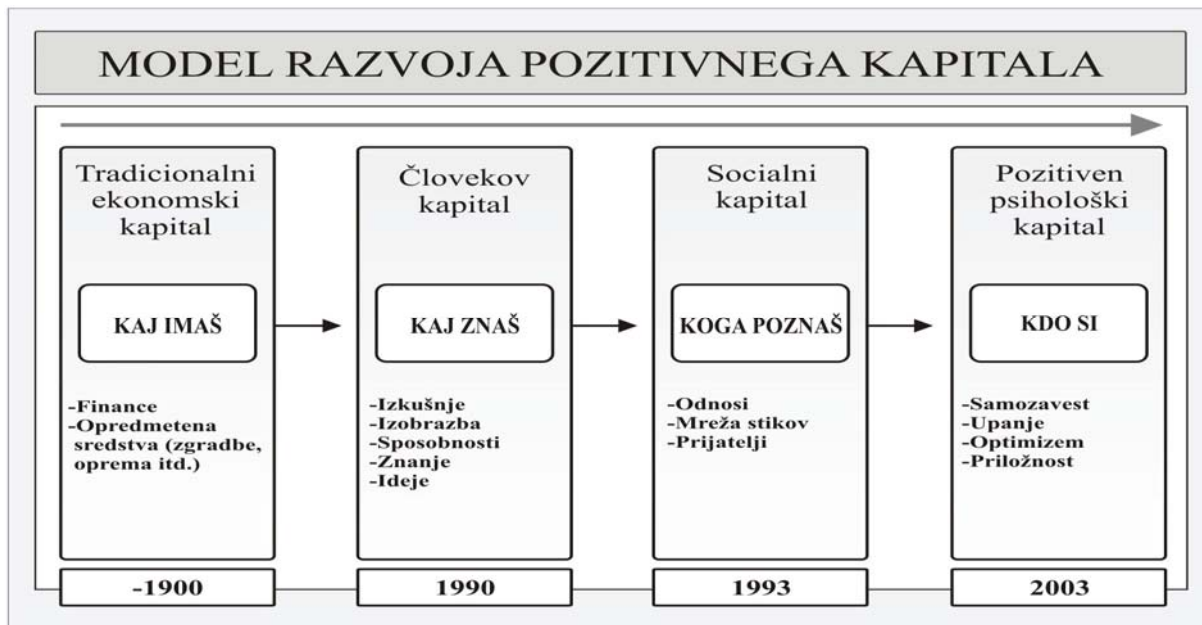 MODEL RAZVOJA POZITIVNEGA KAPITALA
Tradicionalni
ekonomski
kapital
KAJ IMAŠ
-Finance
-Opredmetena
sredstva (zgradbe,
oprema itd.)
-1900
Človekov
kapital
KAJ ZNAŠ
-Izkušnje
-Izobrazba
-Sposobnosti
-Znanje
-Ideje
1990
Socialni
kapital
KOGA POZNAŠ
-Odnosi
-Mreža stikov
-Prijatelji
1993
Pozitiven
psihološki
kapital
KDO SI
-Samozavest
-Upanje
-Optimizem
-Priložnost
2003